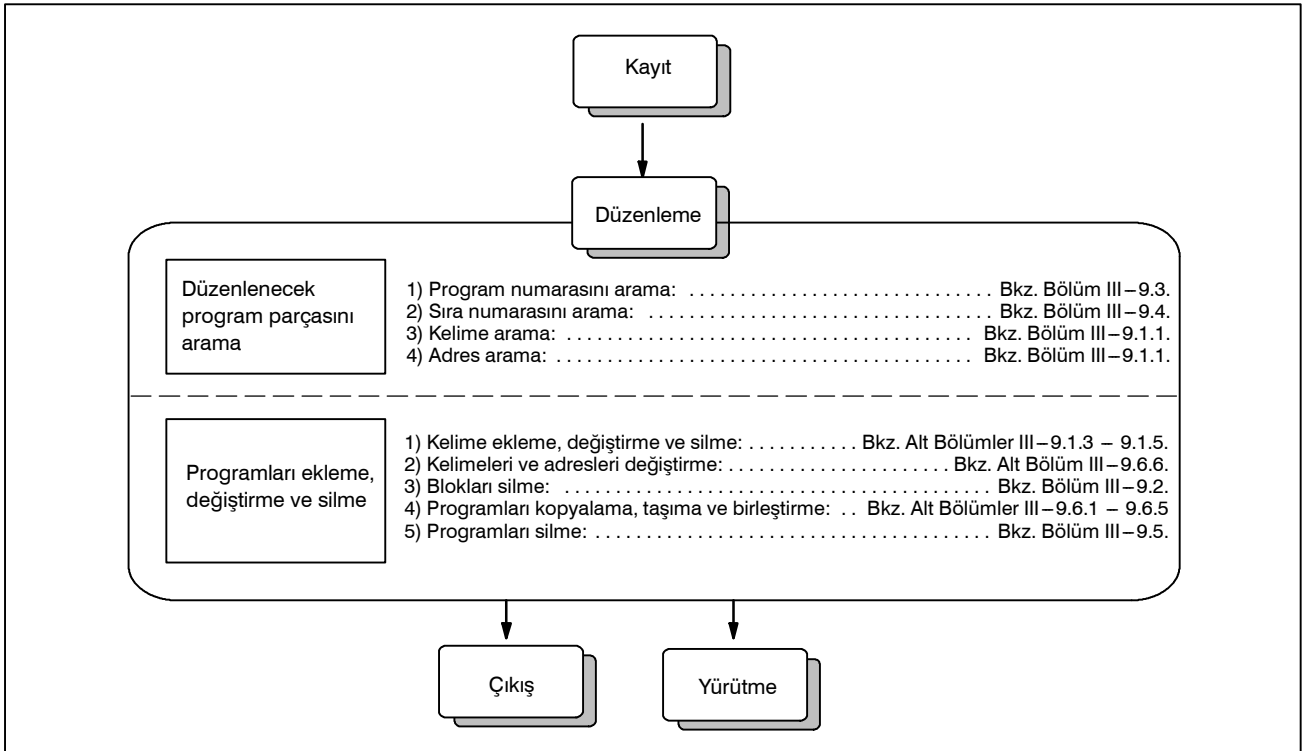 Kayıt
Düzenleme
Düzenlenecek
program parçasını
arama
1) Program numarasını arama: . . . . . . . . . . . . . . . . . . . . . . . . . . . . Bkz. Bölüm III–9.3.
2) Sıra numarasını arama: . . . . . . . . . . . . . . . . . . . . . . . . . . . . . . Bkz. Bölüm III–9.4.
3) Kelime arama: . . . . . . . . . . . . . . . . . . . . . . . . . . . . . . . . . . . . Bkz. Bölüm III–9.1.1.
4) Adres arama: . . . . . . . . . . . . . . . . . . . . . . . . . . . . . . . . . . . . . Bkz. Bölüm III–9.1.1.
Programları ekleme,
değiştirme ve silme
1) Kelime ekleme, değiştirme ve silme: . . . . . . . . . . . Bkz. Alt Bölümler III–9.1.3 – 9.1.5.
2) Kelimeleri ve adresleri değiştirme: . . . . . . . . . . . . . . . . . . . . Bkz. Alt Bölüm III–9.6.6.
3) Blokları silme: . . . . . . . . . . . . . . . . . . . . . . . . . . . . . . . . . . . . . . Bkz. Bölüm III–9.2.
4) Programları kopyalama, taşıma ve birleştirme: . . Bkz. Alt Bölümler III–9.6.1 – 9.6.5
5) Programları silme: . . . . . . . . . . . . . . . . . . . . . . . . . . . . . . . . . . . Bkz. Bölüm III–9.5.
Çıkış
Yürütme